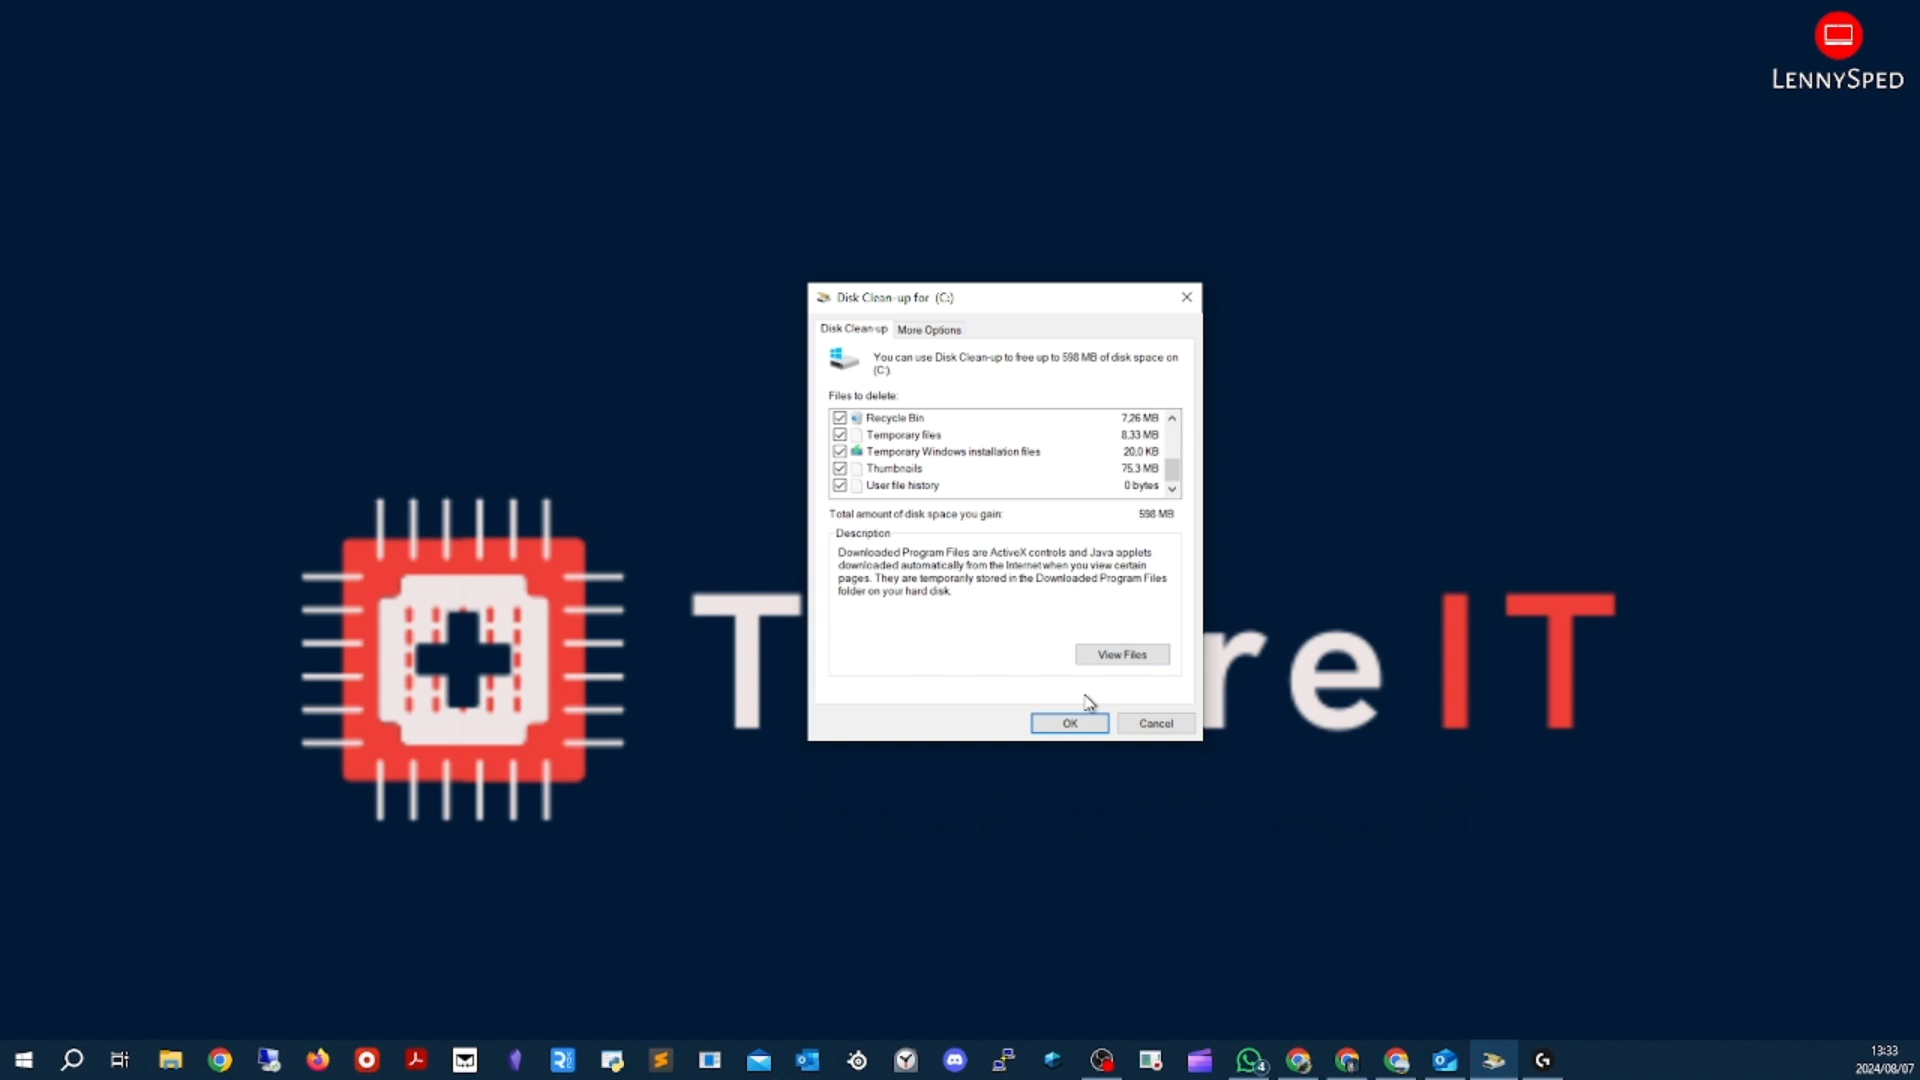 LennySped
Disk Clean-up for (C:)
Disk Clean-up More Options
You can use Disk Clean-up to free up to 598 MB of disk space on
(C:).
Files to delete:
Recycle Bin 7,26 MB
Temporary files 8,33 MB
Temporary Windows installation files 20,0 KB
Thumbnails 75,3 MB
User file history 0 bytes
Total amount of disk space you gain: 598 MB
Description
Downloaded Program Files are ActiveX controls and Java applets
downloaded automatically from the Internet when you view certain
pages. They are temporarily stored in the Downloaded Program Files
folder on your hard disk.
View Files
OK Cancel
T re IT
4
13:33
2024/08/07